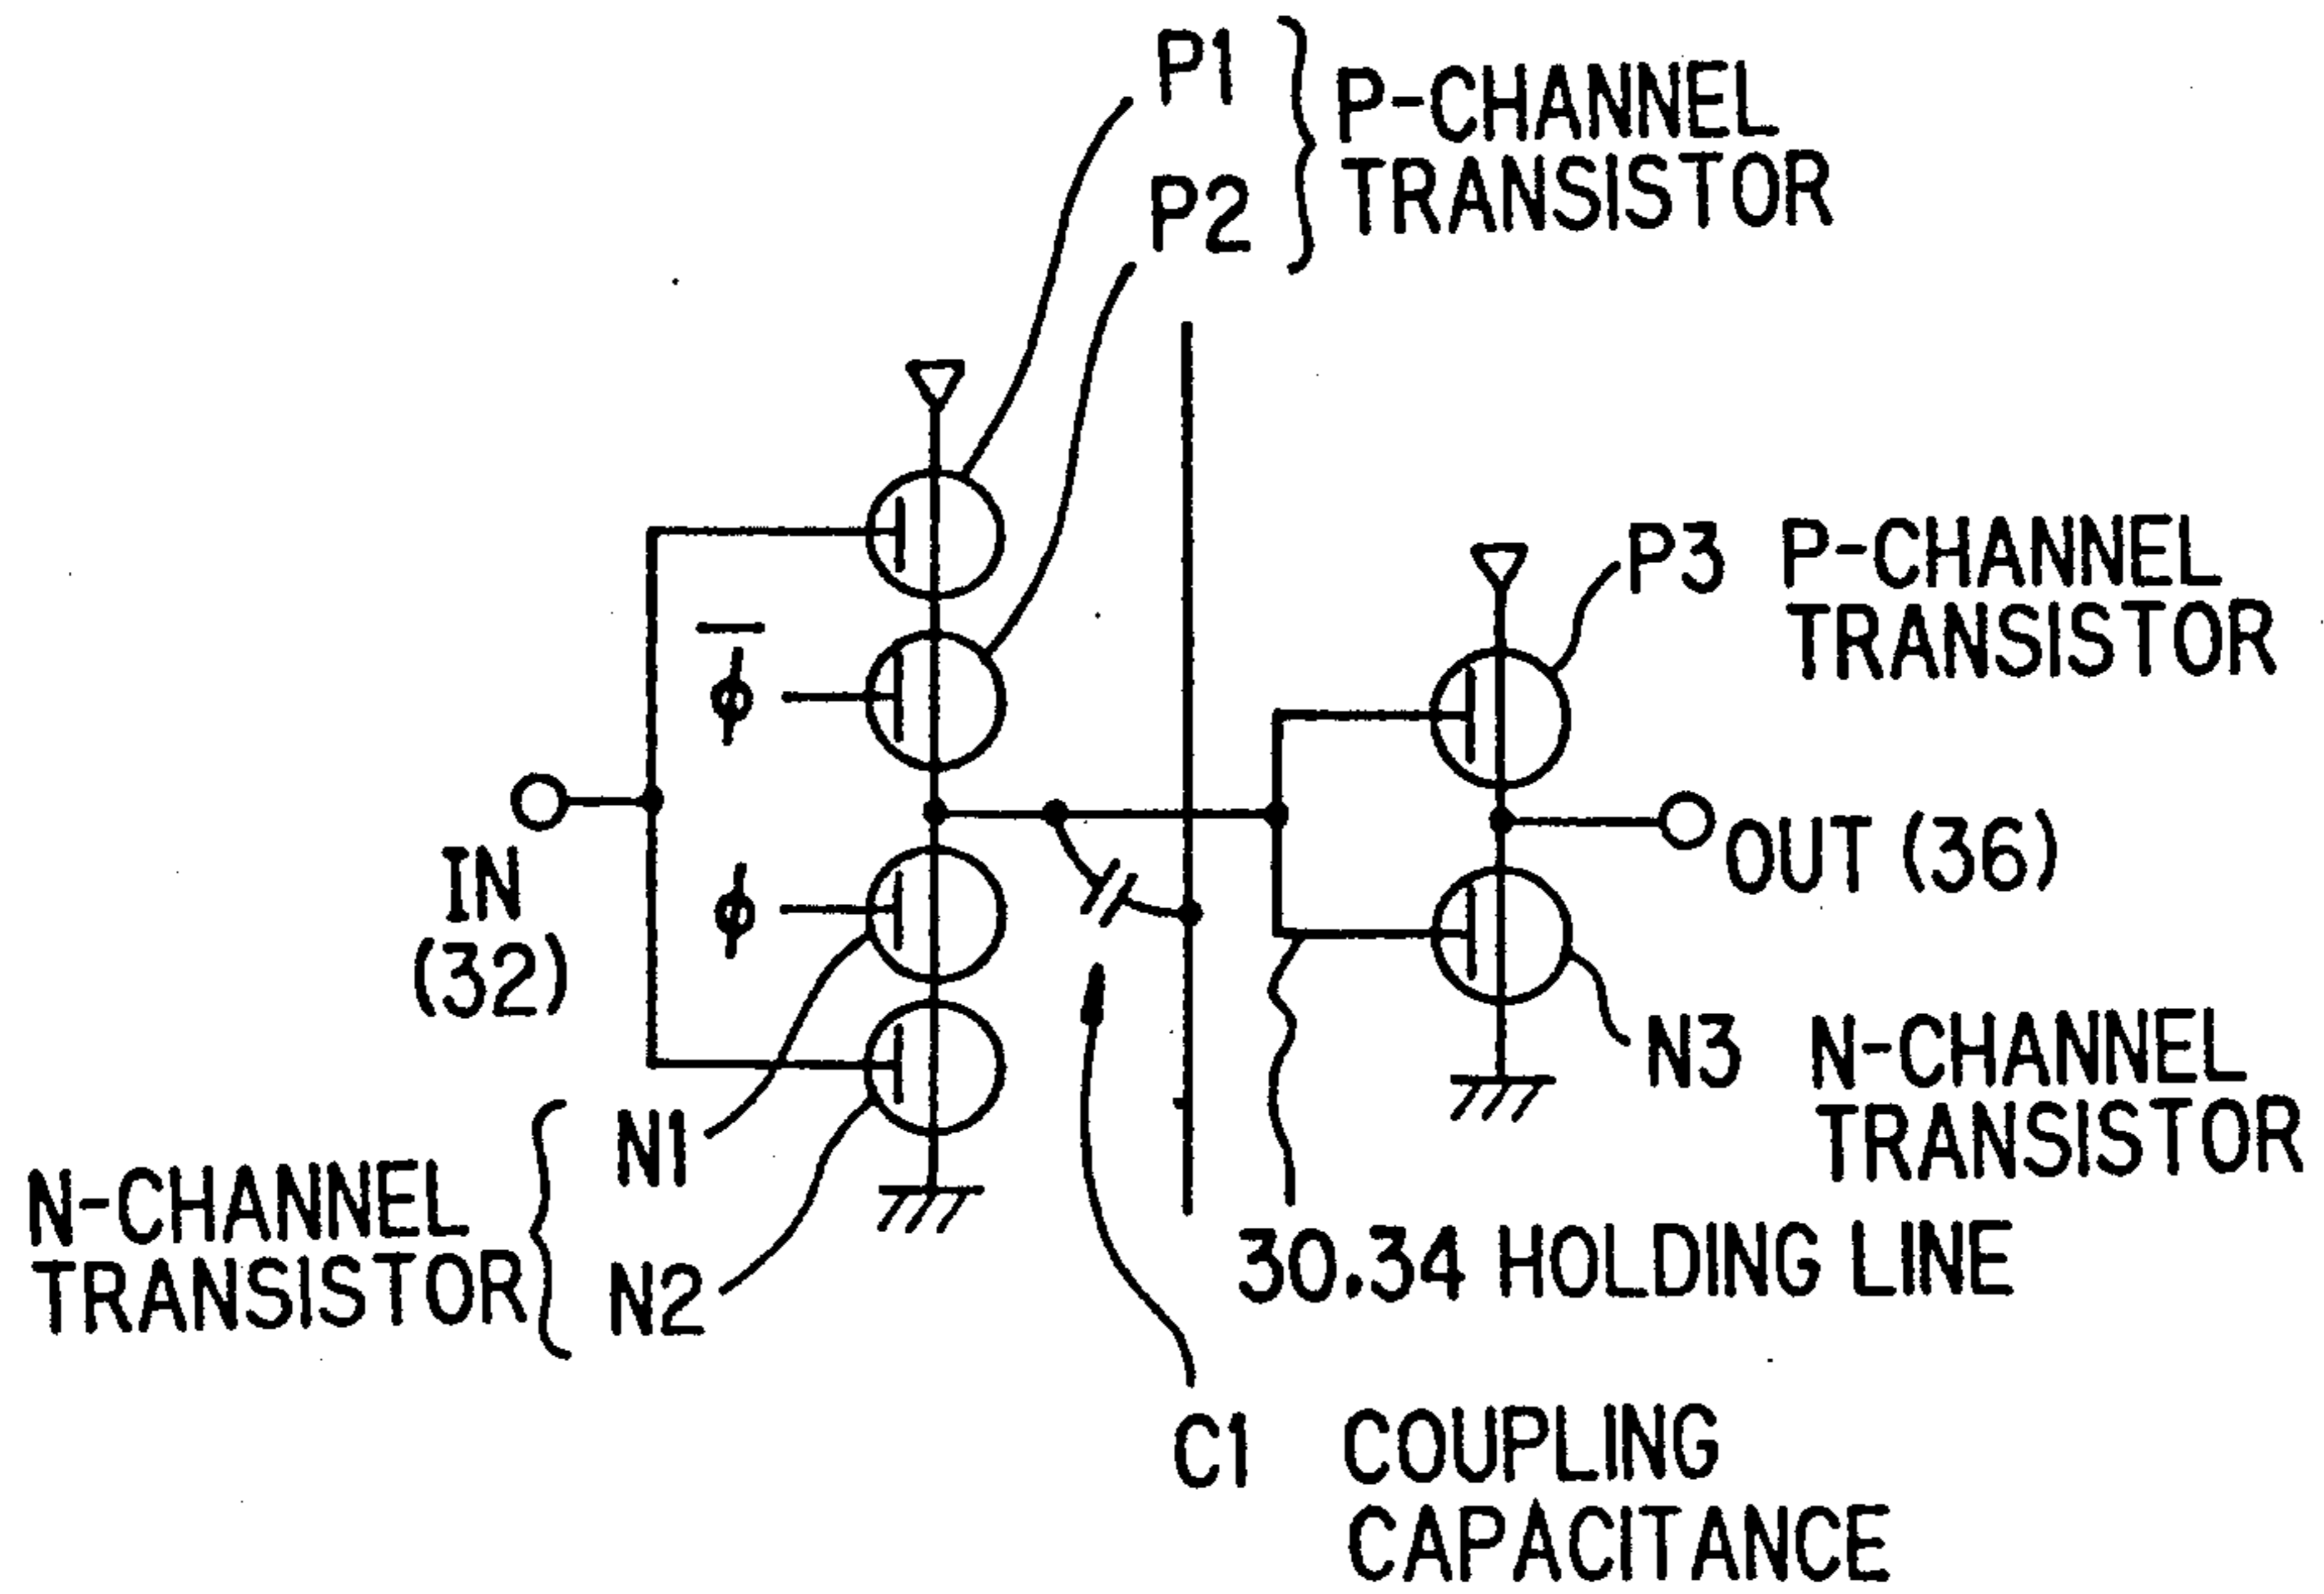 P1
P2
P-CHANNEL
TRANSISTOR
P3 P-CHANNEL
TRANSISTOR
φ̅
IN
(32)
φ
OUT (36)
N1
N2
N-CHANNEL
TRANSISTOR
N3 N-CHANNEL
TRANSISTOR
30.34 HOLDING LINE
C1 COUPLING
CAPACITANCE